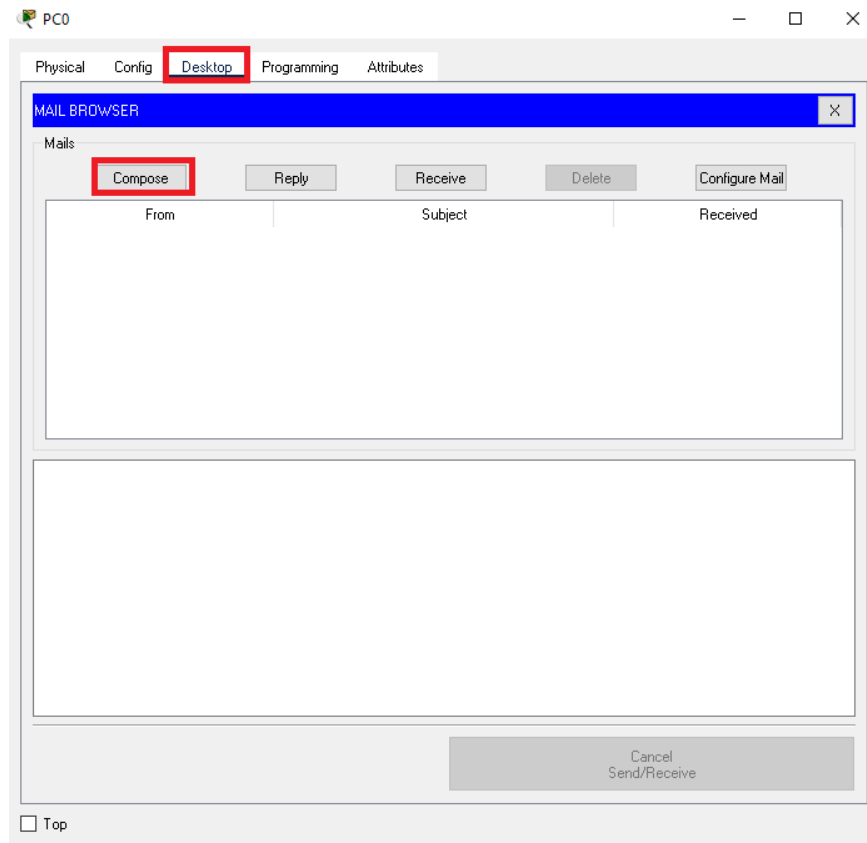 PC0
Physical Config Desktop Programming Attributes
MAIL BROWSER X
Mails
Compose Reply Receive Delete Configure Mail
From Subject Received
Cancel
Send/Receive
Top